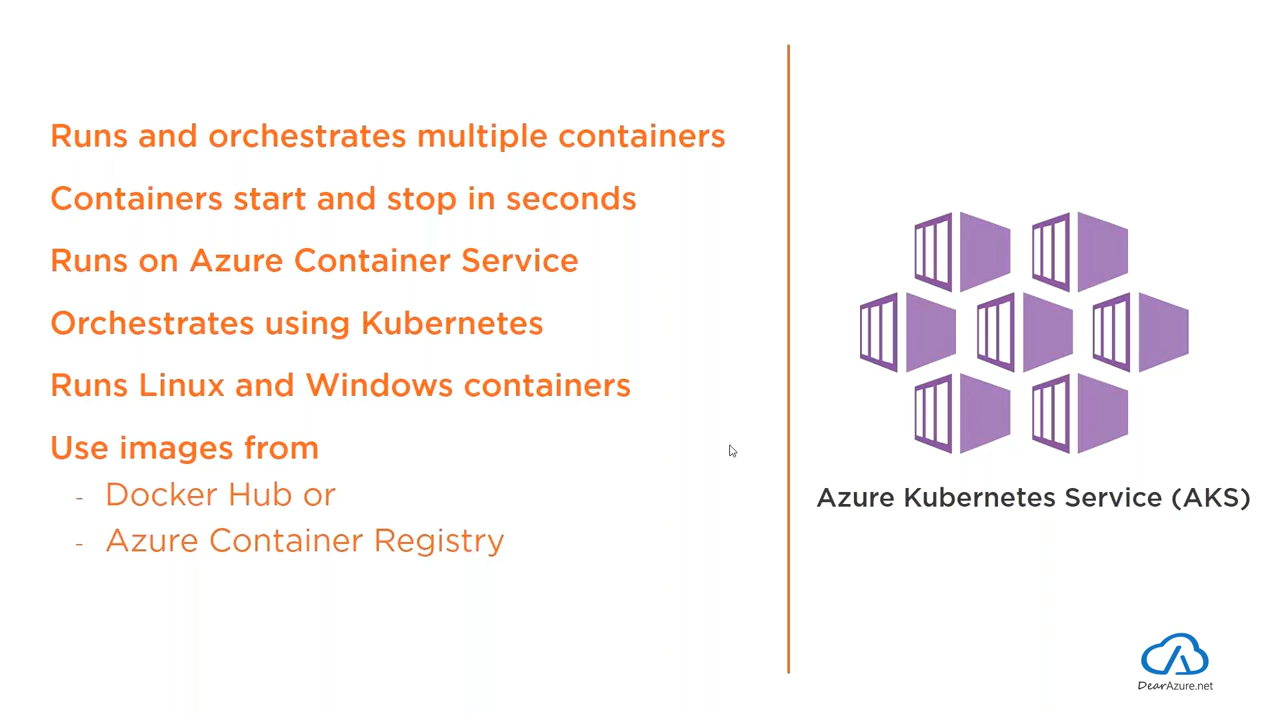 Runs and orchestrates multiple containers
Containers start and stop in seconds
Runs on Azure Container Service
Orchestrates using Kubernetes
Runs Linux and Windows containers
Use images from
- Docker Hub or
- Azure Container Registry
Azure Kubernetes Service (AKS)
DearAzure.net